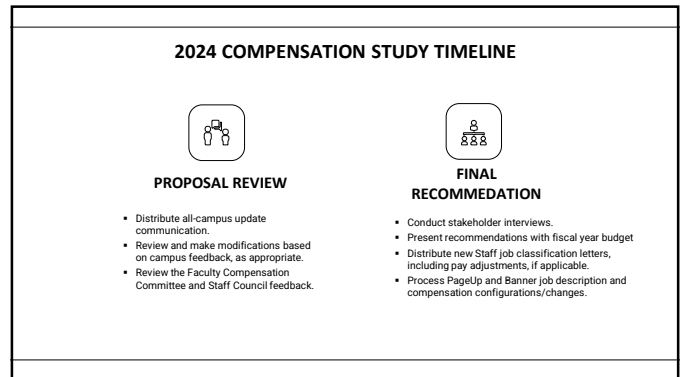 2024 COMPENSATION STUDY TIMELINE
PROPOSAL REVIEW
▪ Distribute all-campus update
communication.
▪ Review and make modifications based
on campus feedback, as appropriate.
▪ Review the Faculty Compensation
Committee and Staff Council feedback.
FINAL
RECOMMEDATION
▪ Conduct stakeholder interviews.
▪ Present recommendations with fiscal year budget
▪ Distribute new Staff job classification letters,
including pay adjustments, if applicable.
▪ Process PageUp and Banner job description and
compensation configurations/changes.